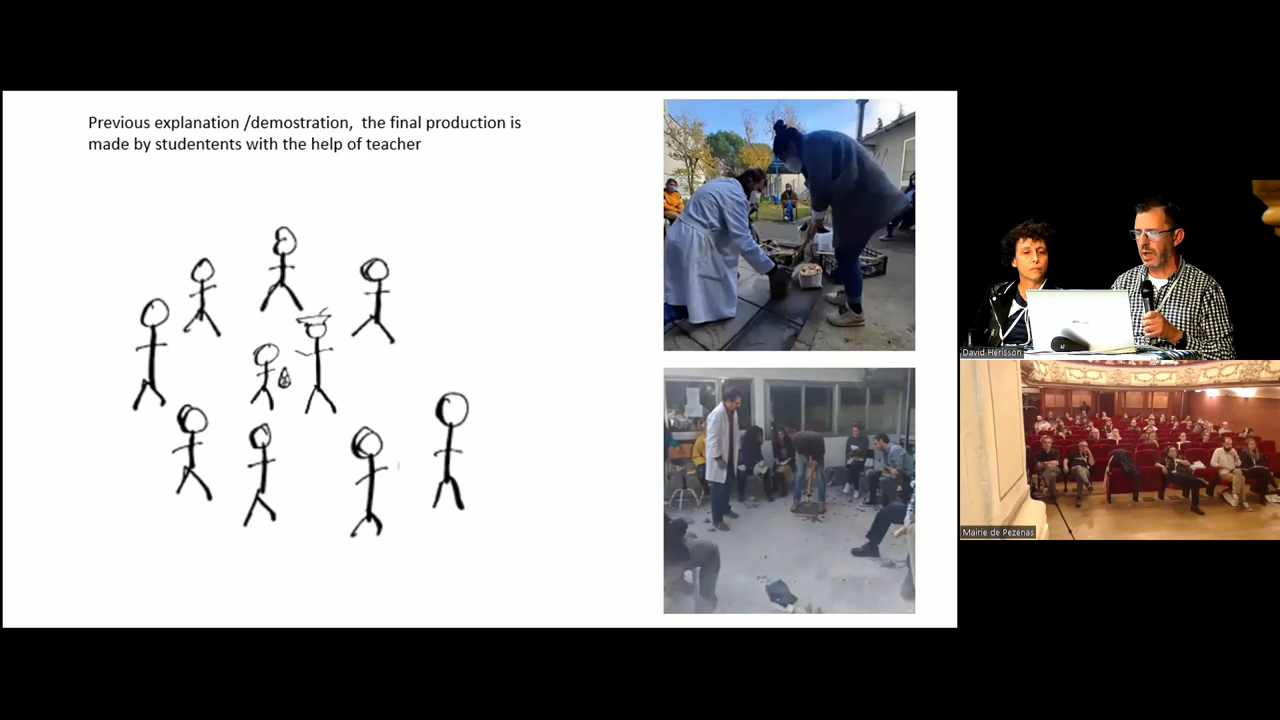 Previous explanation /demostration,  the final production is
made by studentents with the help of teacher
David Herisson
Mairie de Pezenas